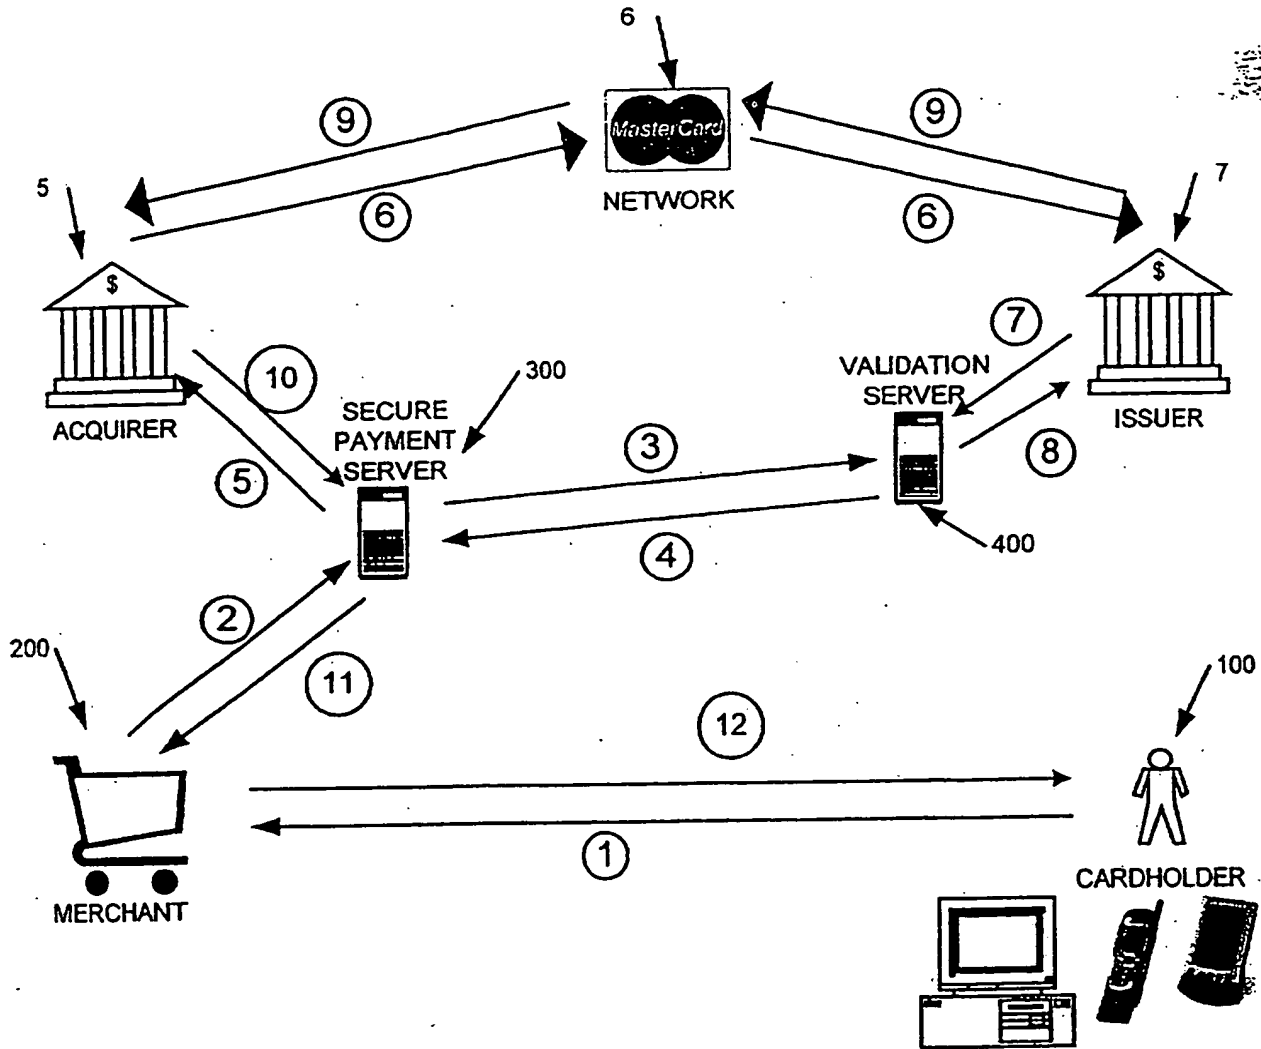 6
MasterCard
NETWORK
9
9
6
6
5
7
$
$
ACQUIRER
ISSUER
10
5
7
8
SECURE
PAYMENT
SERVER
300
VALIDATION
SERVER
400
3
4
2
11
200
100
12
1
MERCHANT
CARDHOLDER